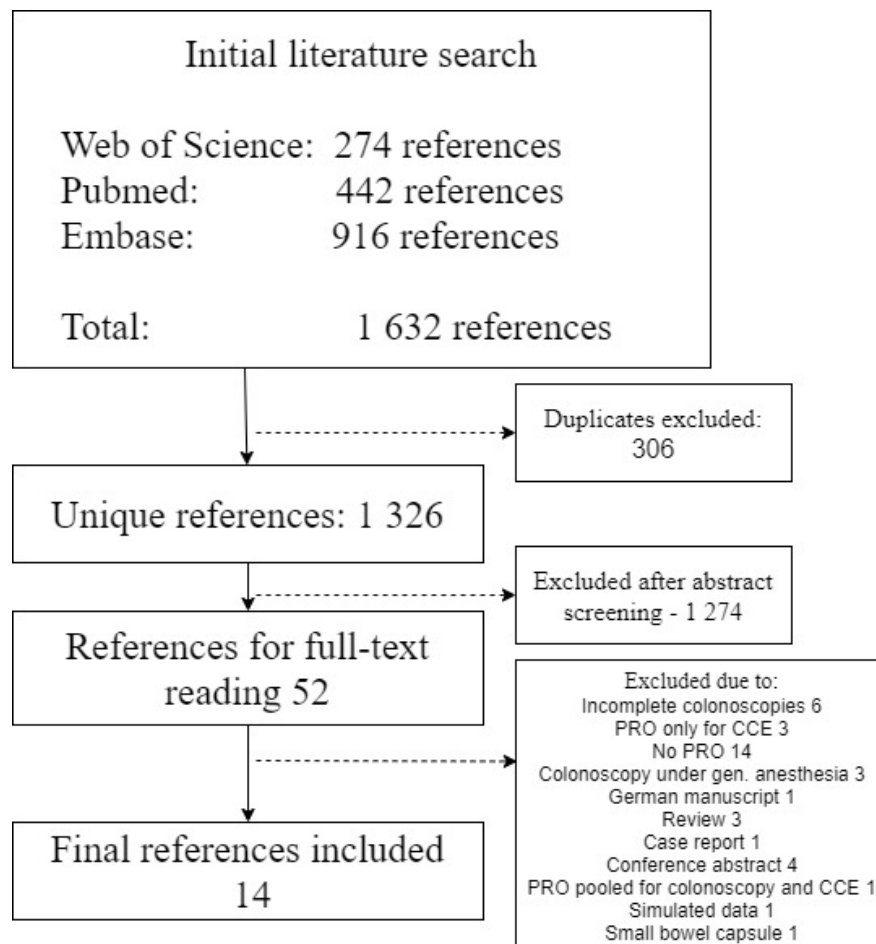 Initial literature search
Web of Science: 274 references
Pubmed: 442 references
Embase: 916 references
Total: 1 632 references
Duplicates excluded:
306
Unique references: 1 326
Excluded after abstract
screening - 1 274
References for full-text
reading 52
Excluded due to:
Incomplete colonoscopies 6
PRO only for CCE 3
No PRO 14
Colonoscopy under gen. anesthesia 3
German manuscript 1
Review 3
Case report 1
Conference abstract 4
PRO pooled for colonoscopy and CCE 1
Simulated data 1
Small bowel capsule 1
Final references included
14